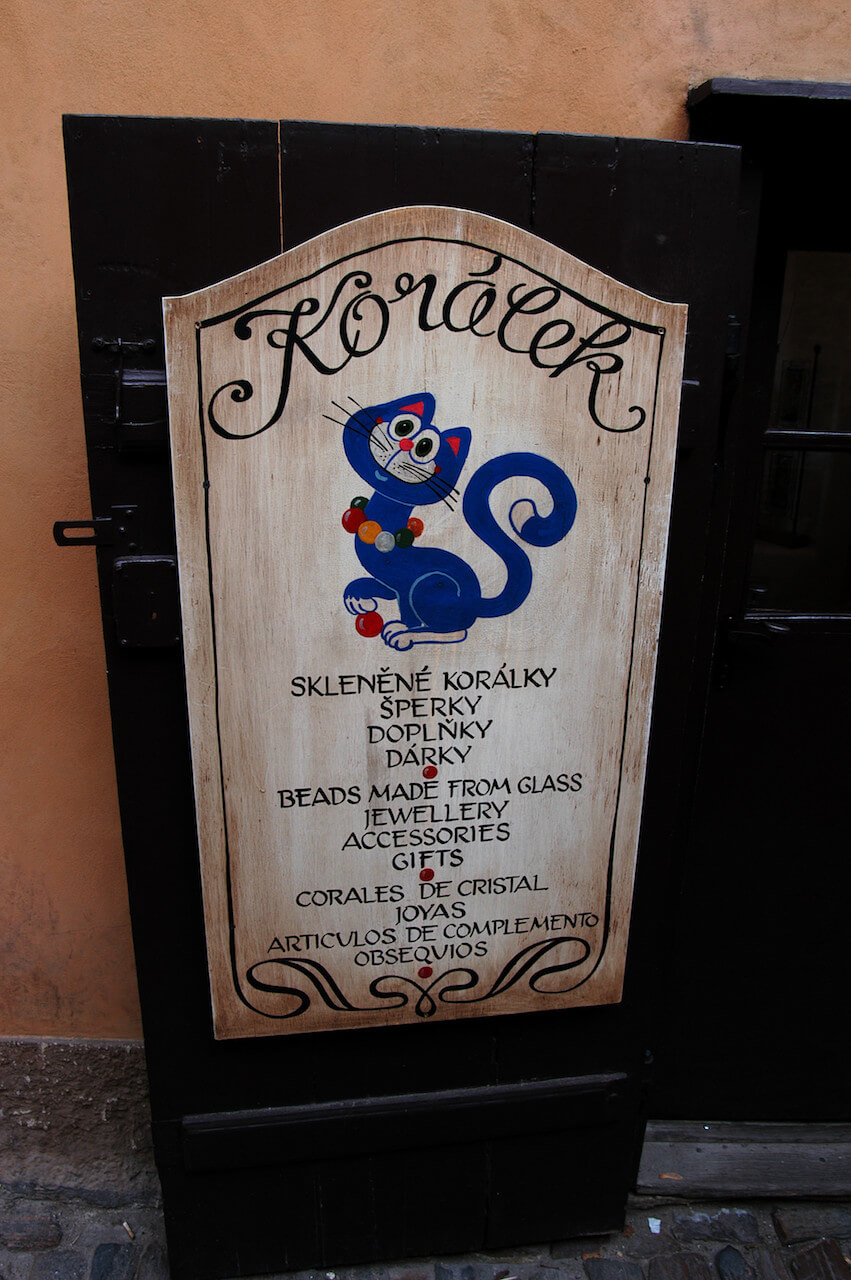 Korálek
SKLENĚNÉ KORÁLKY
ŠPERKY
DOPLŇKY
DÁRKY
BEADS MADE FROM GLASS
JEWELLERY
ACCESSORIES
GIFTS
CORALES DE CRISTAL
JOYAS
ARTICULOS DE COMPLEMENTO
OBSEQUIOS